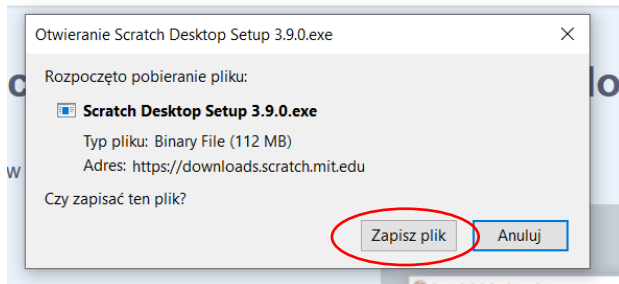 Otwieranie Scratch Desktop Setup 3.9.0.exe
Rozpoczęto pobieranie pliku:
Scratch Desktop Setup 3.9.0.exe
Typ pliku: Binary File (112 MB)
Adres: https://downloads.scratch.mit.edu
Czy zapisać ten plik?
Zapisz plik Anuluj